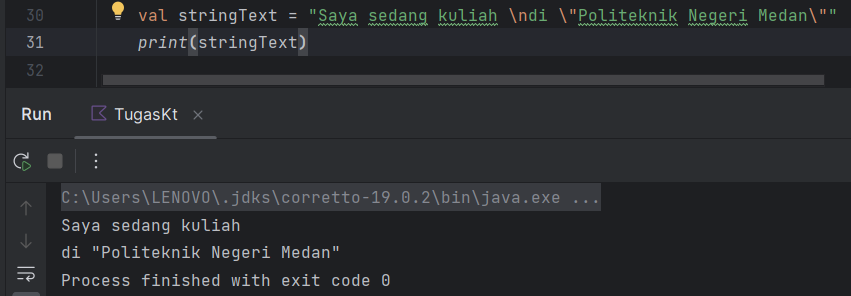 30 val stringText = "Saya sedang kuliah \ndi \"Politeknik Negeri Medan\""
31 print(stringText)
32
Run TugasKt
C:\Users\LENOVO\.jdks\corretto-19.0.2\bin\java.exe ...
Saya sedang kuliah
di "Politeknik Negeri Medan"
Process finished with exit code 0